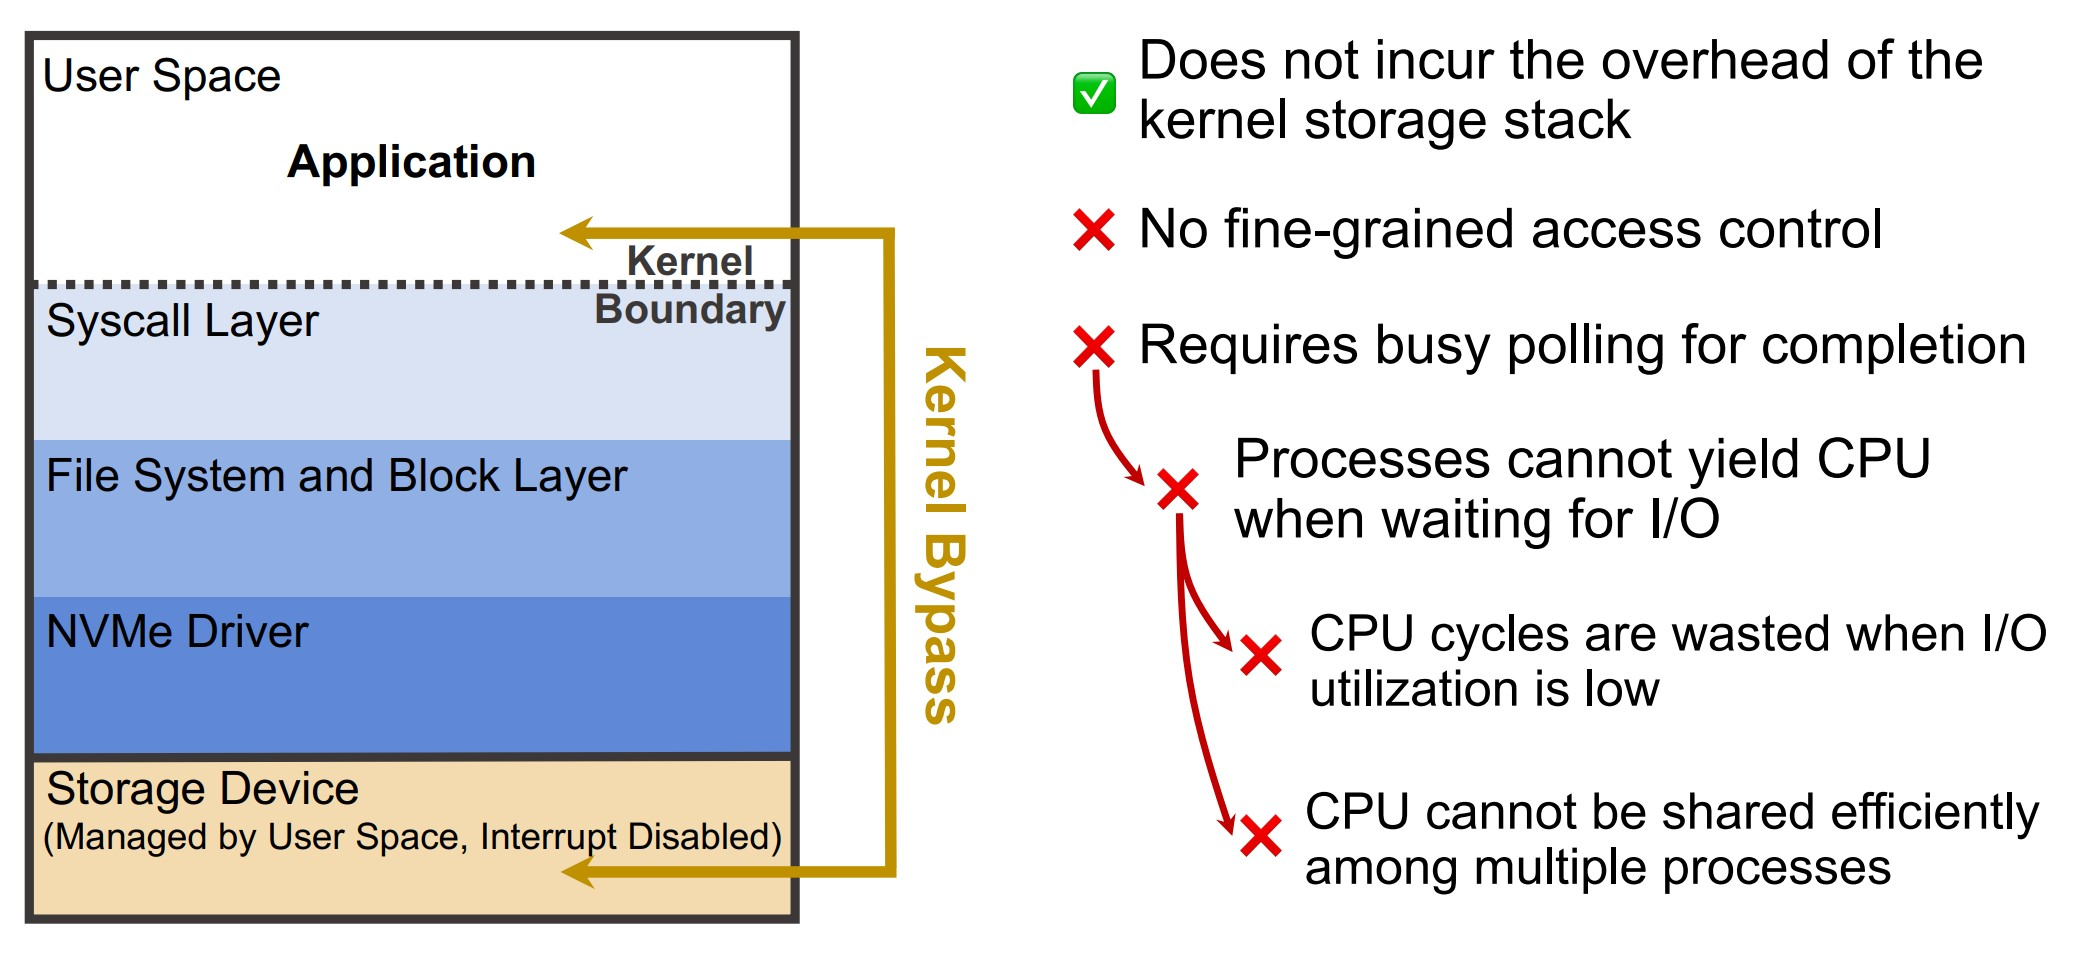 User Space
Application
Kernel
Boundary
Syscall Layer
File System and Block Layer
NVMe Driver
Storage Device
(Managed by User Space, Interrupt Disabled)
Kernel Bypass
Does not incur the overhead of the
kernel storage stack
No fine-grained access control
Requires busy polling for completion
Processes cannot yield CPU
when waiting for I/O
CPU cycles are wasted when I/O
utilization is low
CPU cannot be shared efficiently
among multiple processes